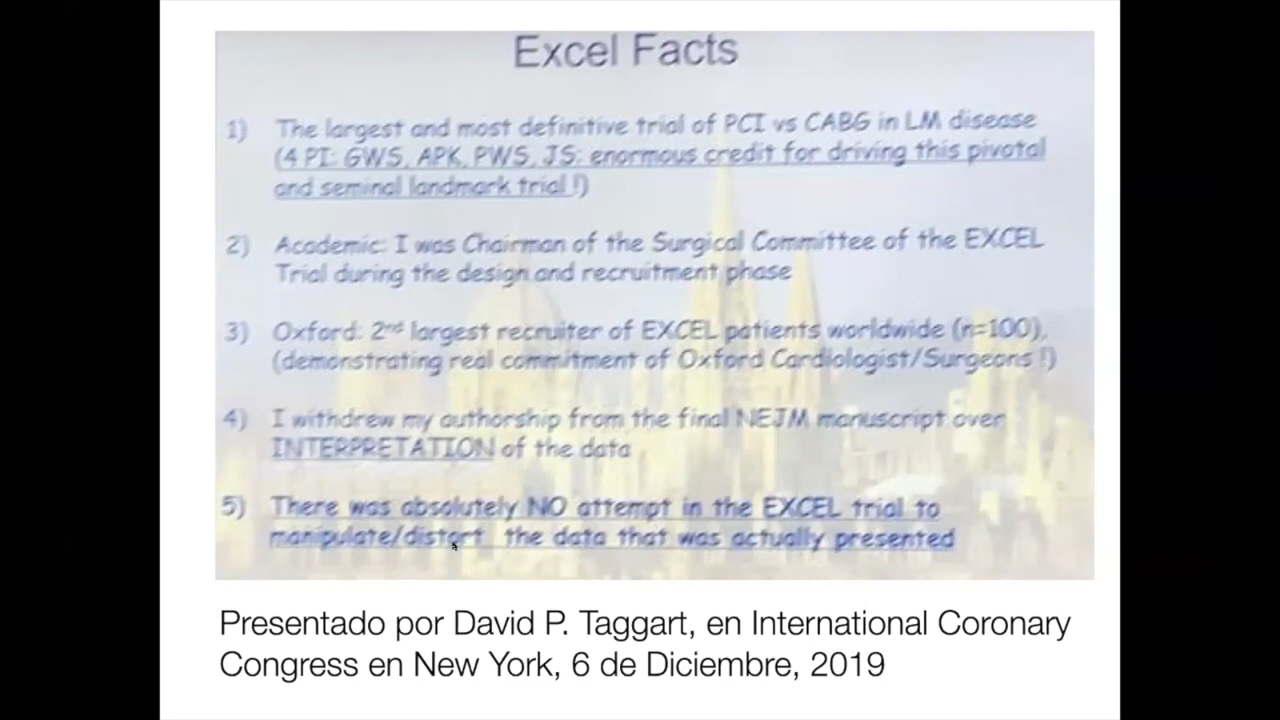 Excel Facts
1) The largest and most definitive trial of PCI vs CABG in LM disease
(4 PI: GWS, APK, PWS, JS: enormous credit for driving this pivotal
and seminal landmark trial !)
2) Academic: I was Chairman of the Surgical Committee of the EXCEL
Trial during the design and recruitment phase
3) Oxford: 2nd largest recruiter of EXCEL patients worldwide (n=100),
(demonstrating real commitment of Oxford Cardiologist/Surgeons !)
4) I withdrew my authorship from the final NEJM manuscript over
INTERPRETATION of the data
5) There was absolutely NO attempt in the EXCEL trial to
manipulate/distort the data that was actually presented
Presentado por David P. Taggart, en International Coronary
Congress en New York, 6 de Diciembre, 2019